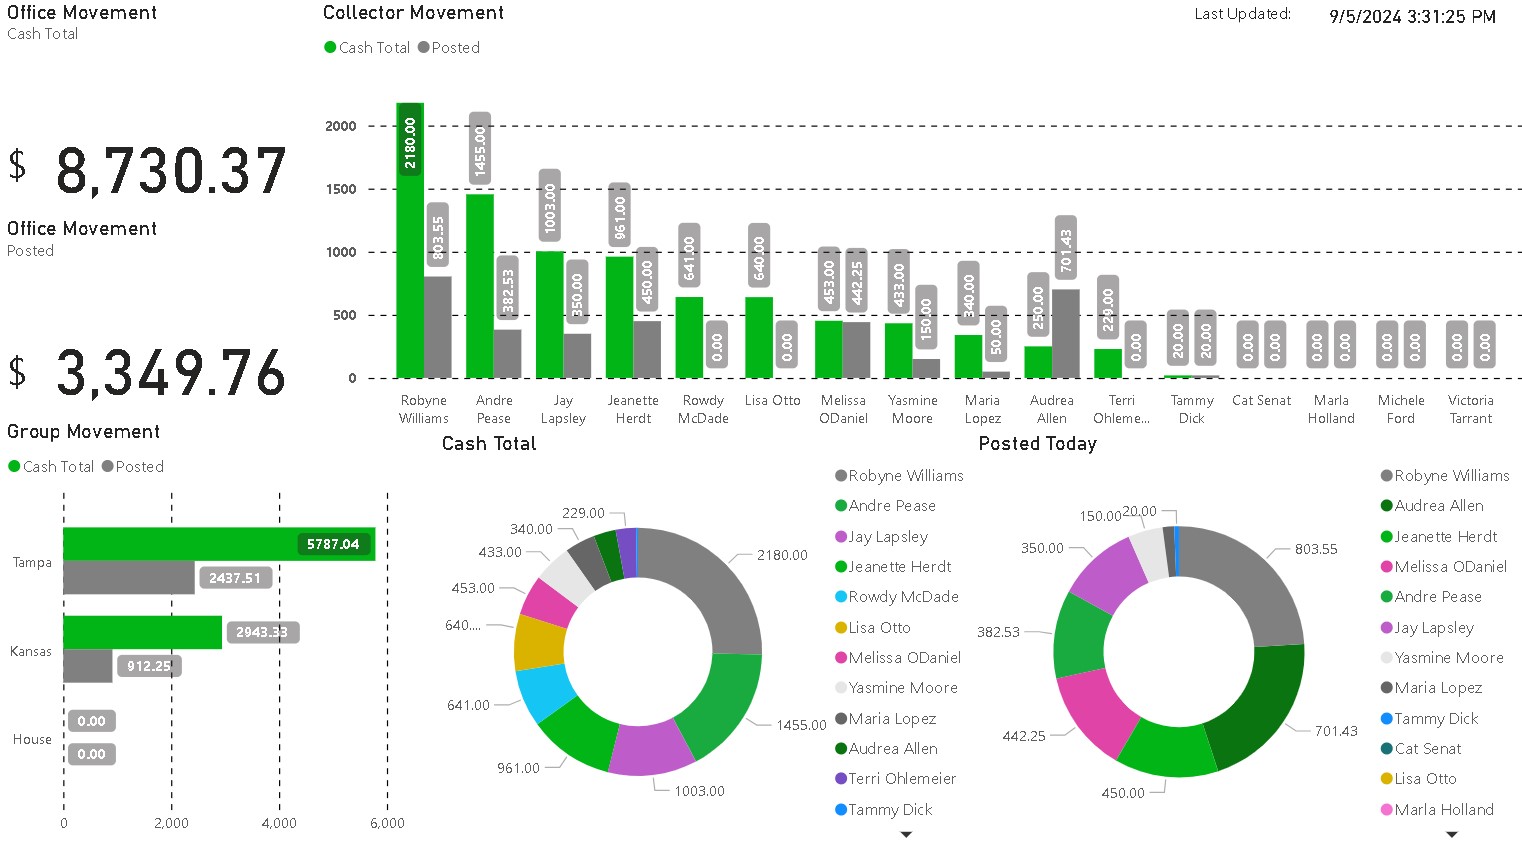 Office Movement
Cash Total
$ 8,730.37
Office Movement
Posted
$ 3,349.76
Collector Movement
Cash Total Posted
Last Updated: 9/5/2024 3:31:25 PM
2000
1500
1000
500
0
2180.00
803.55
1455.00
382.53
1003.00
350.00
961.00
450.00
641.00
0.00
640.00
0.00
453.00
442.25
433.00
150.00
340.00
50.00
250.00
701.43
229.00
0.00
20.00
20.00
0.00
0.00
0.00
0.00
0.00
0.00
0.00
0.00
Robyne
Williams
Andre
Pease
Jay
Lapsley
Jeanette
Herdt
Rowdy
McDade
Lisa Otto
Melissa
ODaniel
Yasmine
Moore
Maria
Lopez
Audrea
Allen
Terri
Ohleme...
Tammy
Dick
Cat Senat
Marla
Holland
Michele
Ford
Victoria
Tarrant
Group Movement
Cash Total Posted
Tampa
5787.04
2437.51
Kansas
2943.33
912.25
House
0.00
0.00
0 2,000 4,000 6,000
Cash Total
2180.00
1455.00
1003.00
961.00
641.00
640....
453.00
433.00
340.00
229.00
Robyne Williams
Andre Pease
Jay Lapsley
Jeanette Herdt
Rowdy McDade
Lisa Otto
Melissa ODaniel
Yasmine Moore
Maria Lopez
Audrea Allen
Terri Ohlemeier
Tammy Dick
Posted Today
803.55
701.43
450.00
442.25
382.53
350.00
150.00
20.00
Robyne Williams
Audrea Allen
Jeanette Herdt
Melissa ODaniel
Andre Pease
Jay Lapsley
Yasmine Moore
Maria Lopez
Tammy Dick
Cat Senat
Lisa Otto
Marla Holland